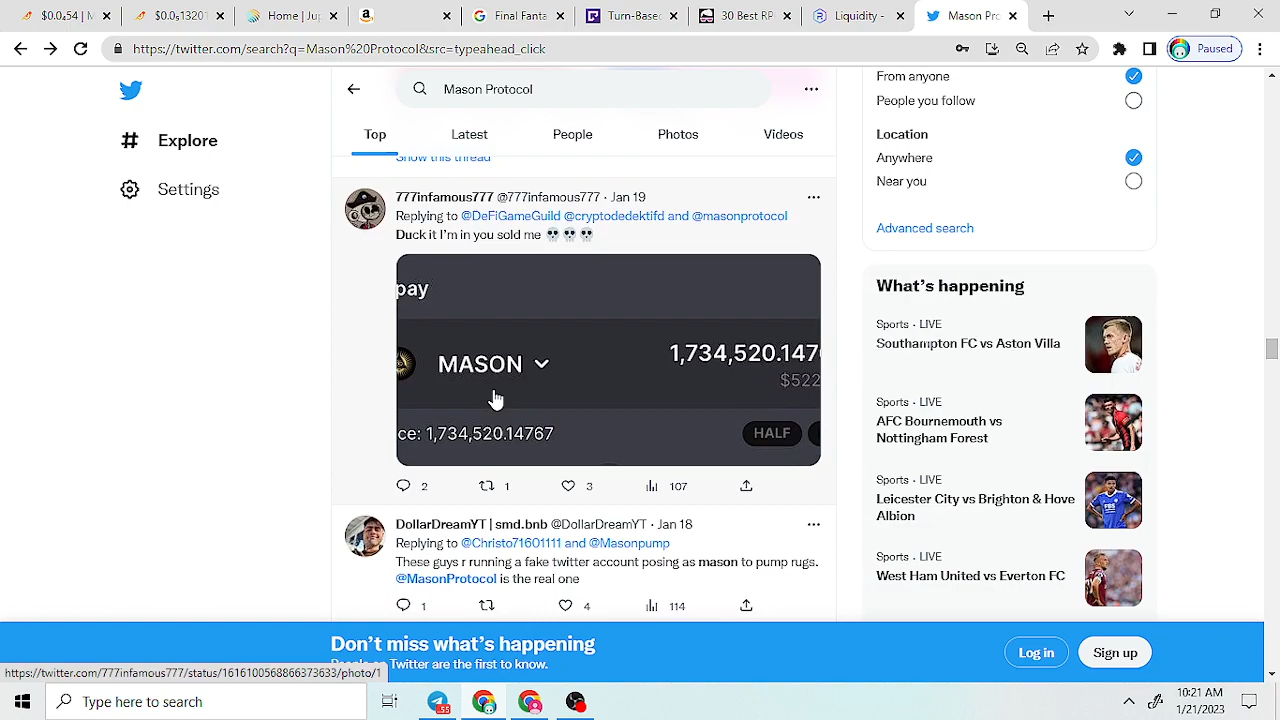 $0.054 |
$0.0₅1320
Home | Ju
Find Fanta
Turn-Base
30 Best RP
Liquidity -
Mason Pro
https://twitter.com/search?q=Mason%20Protocol&src=typeahead_click
Paused
Mason Protocol
Explore
Settings
Top
Latest
People
Photos
Videos
Show this thread
777infamous777 @777infamous777 · Jan 19
Replying to @DeFiGameGuild @cryptodedektifd and @masonprotocol
Duck it I'm in you sold me 💀💀💀
pay
MASON
1,734,520.147
$522
ce: 1,734,520.14767
HALF
2
1
3
167
DollarDreamYT | smd.bnb @DollarDreamYT · Jan 18
Replying to @Christo71601111 and @Masonpump
These guys r running a fake twitter account posing as mason to pump rugs.
@MasonProtocol is the real one
1
4
114
From anyone
People you follow
Location
Anywhere
Near you
Advanced search
What's happening
Sports · LIVE
Southampton FC vs Aston Villa
Sports · LIVE
AFC Bournemouth vs
Nottingham Forest
Sports · LIVE
Leicester City vs Brighton & Hove
Albion
Sports · LIVE
West Ham United vs Everton FC
Don't miss what's happening
People on Twitter are the first to know.
Log in
Sign up
https://twitter.com/777infamous777/status/1616100568866373633/photo/1
Type here to search
55
10:21 AM
1/21/2023